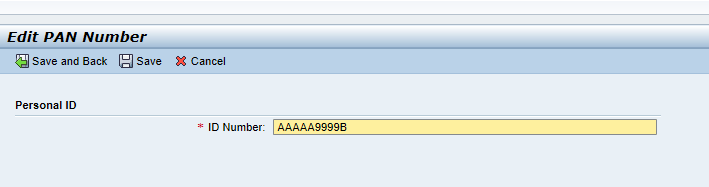 Edit PAN Number
Save and Back Save Cancel
Personal ID
* ID Number: AAAAA9999B